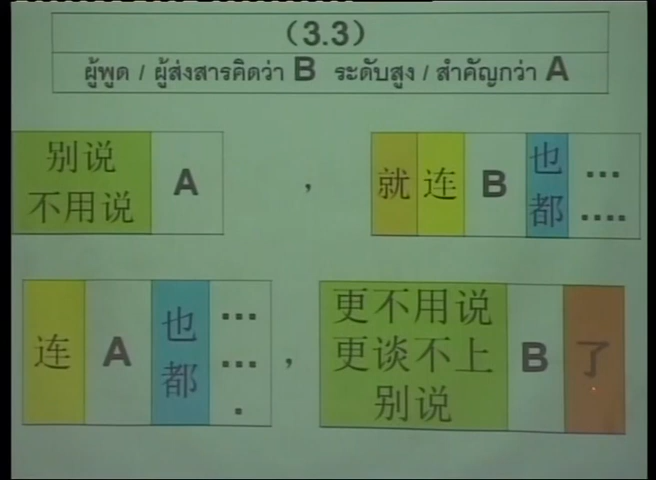 (3.3)
ผู้พูด / ผู้ส่งสารคิดว่า B ระดับสูง / สำคัญกว่า A
别说
不用说
A
,
就
连
B
也
都
...
....
连
A
也
都
...
...
.
,
更不用说
更谈不上
别说
B
了